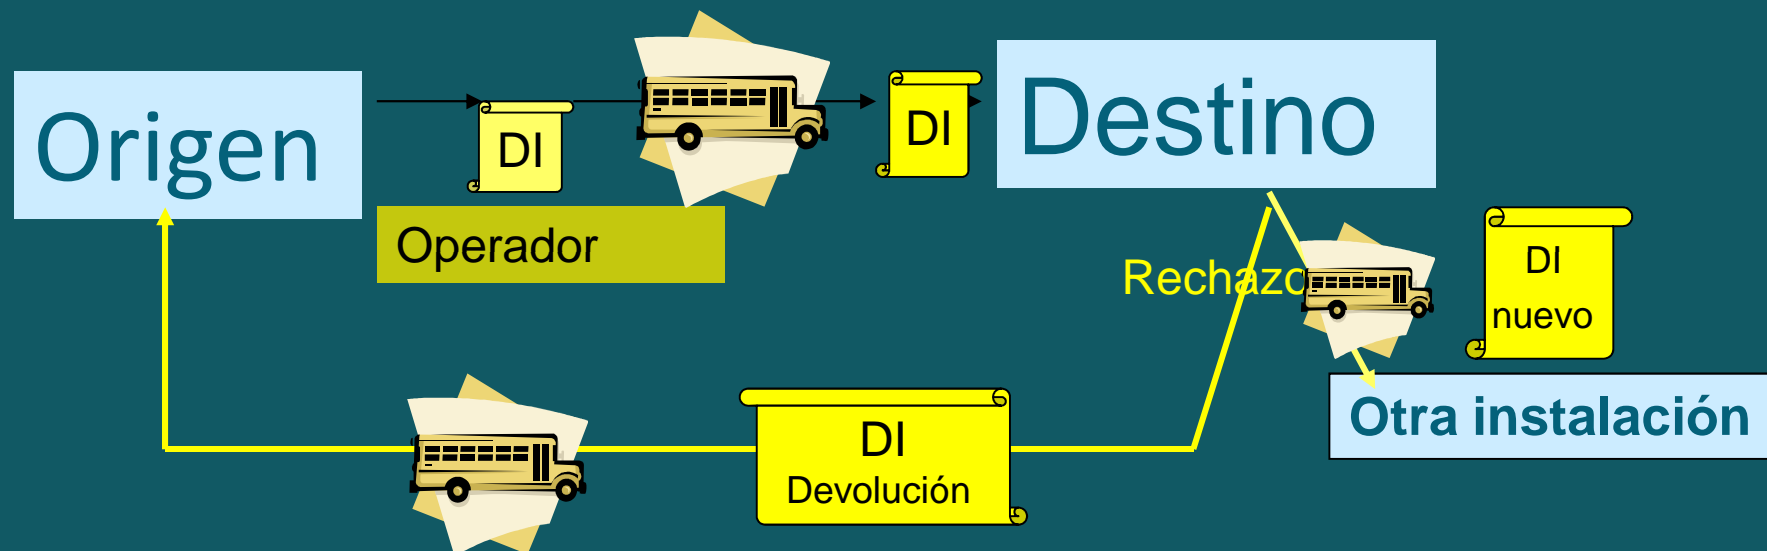 Origen
DI
DI
Destino
Operador
Rechazo
DI
nuevo
Otra instalación
DI
Devolución